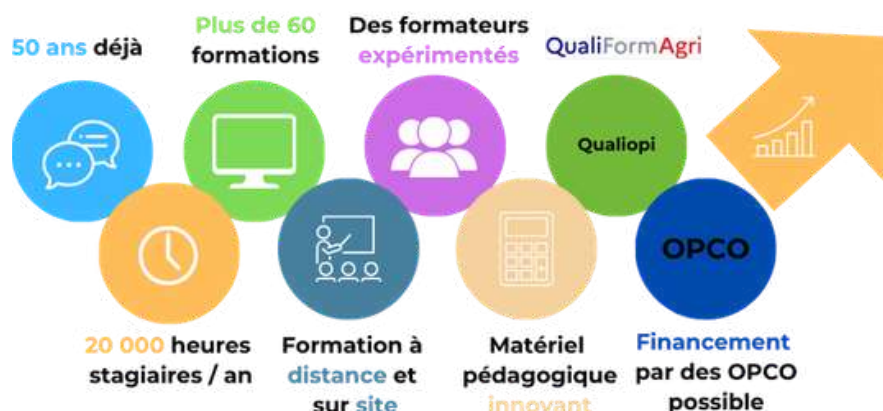 50 ans déjà
Plus de 60
formations
Des formateurs
expérimentés
QualiFormAgri
Qualiopi
OPCO
20 000 heures
stagiaires / an
Formation à
distance et
sur site
Matériel
pédagogique
innovant
Financement
par des OPCO
possible